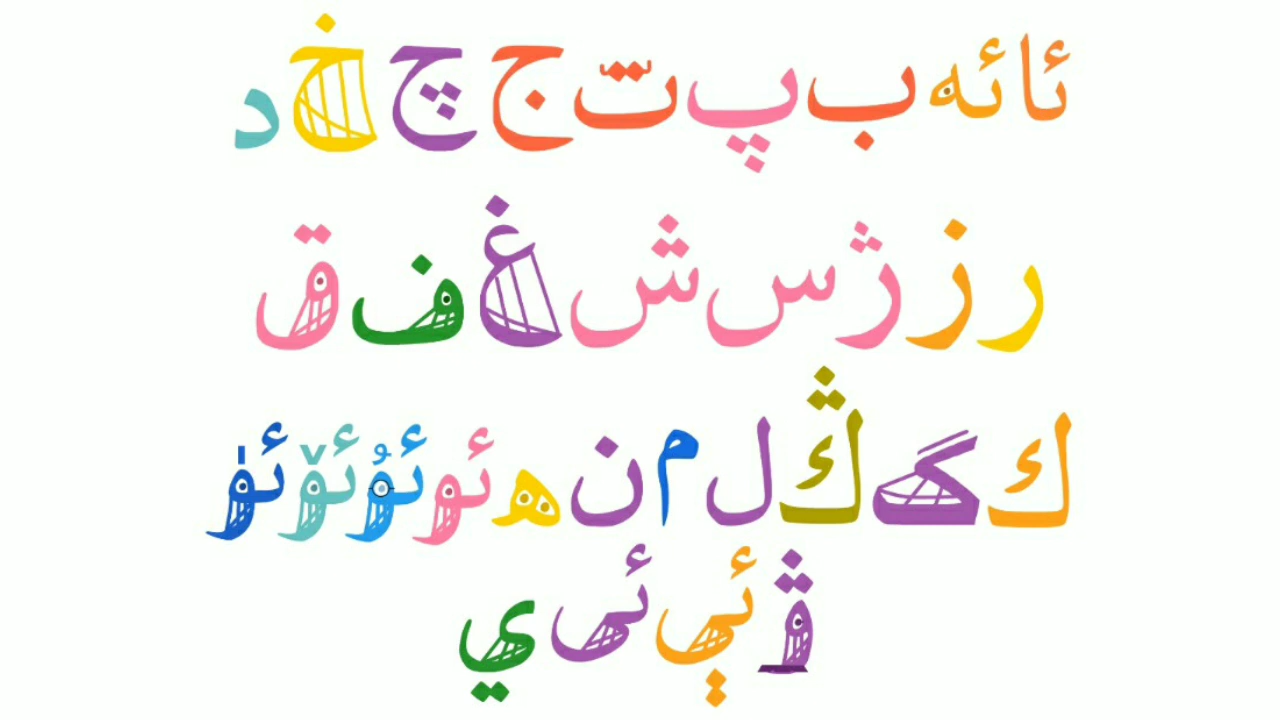 ئا ئە ب پ ت ج چ خ د
ر ز ژ س ش غ ف ق
ك گ ڭ ل م ن ھ ئو ئۇ ئۆ ئۈ
ۋ ئې ئى ي